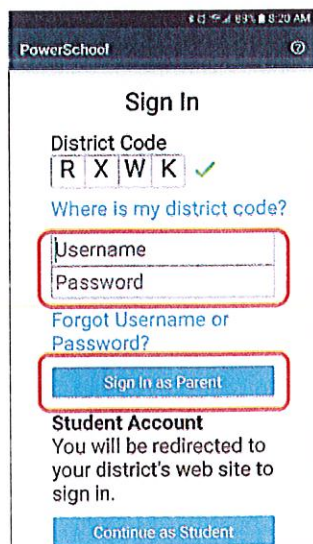 89% 8:20 AM
PowerSchool
Sign In
District Code
R X W K
Where is my district code?
Username
Password
Forgot Username or
Password?
Sign In as Parent
Student Account
You will be redirected to
your district's web site to
sign in.
Continue as Student